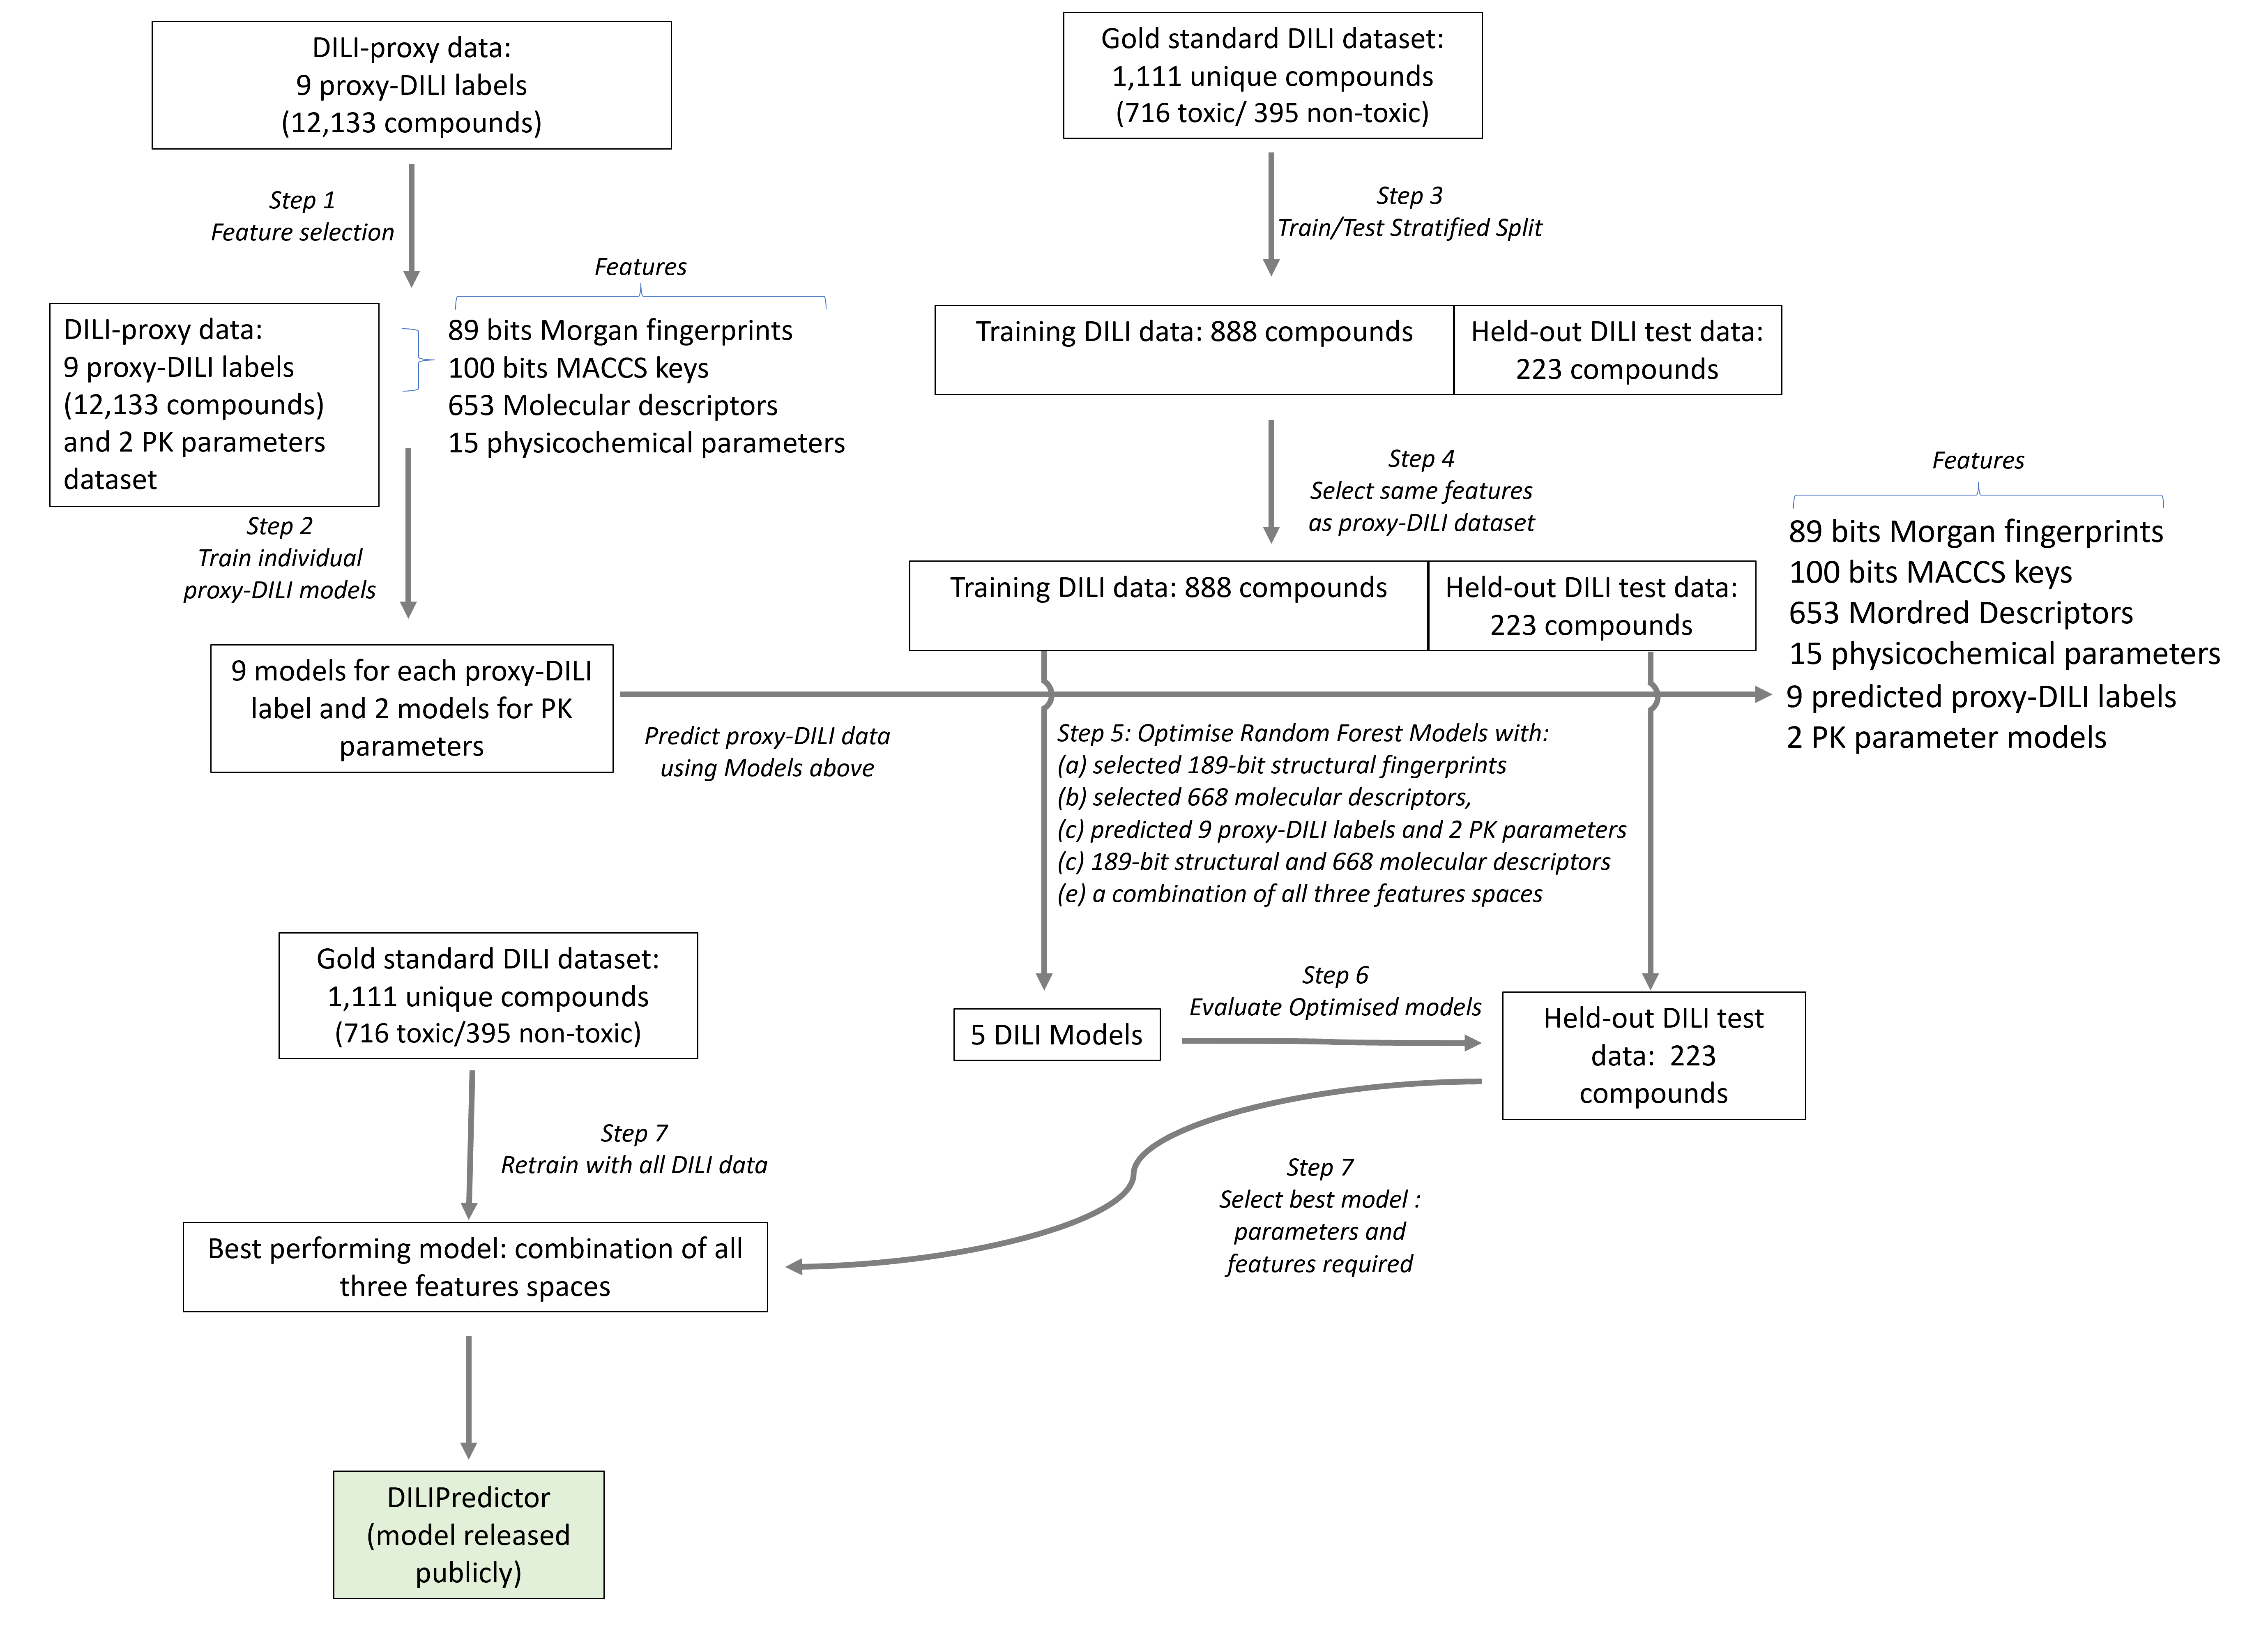 DILI-proxy data:
9 proxy-DILI labels
(12,133 compounds)
Step 1
Feature selection
Features
DILI-proxy data:
9 proxy-DILI labels
(12,133 compounds)
and 2 PK parameters
dataset
89 bits Morgan fingerprints
100 bits MACCS keys
653 Molecular descriptors
15 physicochemical parameters
Step 2
Train individual
proxy-DILI models
9 models for each proxy-DILI
label and 2 models for PK
parameters
Predict proxy-DILI data
using Models above
Gold standard DILI dataset:
1,111 unique compounds
(716 toxic/ 395 non-toxic)
Step 3
Train/Test Stratified Split
Training DILI data: 888 compounds
Held-out DILI test data:
223 compounds
Step 4
Select same features
as proxy-DILI dataset
Training DILI data: 888 compounds
Held-out DILI test data:
223 compounds
Features
89 bits Morgan fingerprints
100 bits MACCS keys
653 Mordred Descriptors
15 physicochemical parameters
9 predicted proxy-DILI labels
2 PK parameter models
Step 5: Optimise Random Forest Models with:
(a) selected 189-bit structural fingerprints
(b) selected 668 molecular descriptors,
(c) predicted 9 proxy-DILI labels and 2 PK parameters
(c) 189-bit structural and 668 molecular descriptors
(e) a combination of all three features spaces
5 DILI Models
Step 6
Evaluate Optimised models
Held-out DILI test
data:  223
compounds
Gold standard DILI dataset:
1,111 unique compounds
(716 toxic/395 non-toxic)
Step 7
Retrain with all DILI data
Step 7
Select best model :
parameters and
features required
Best performing model: combination of all
three features spaces
DILIPredictor
(model released
publicly)